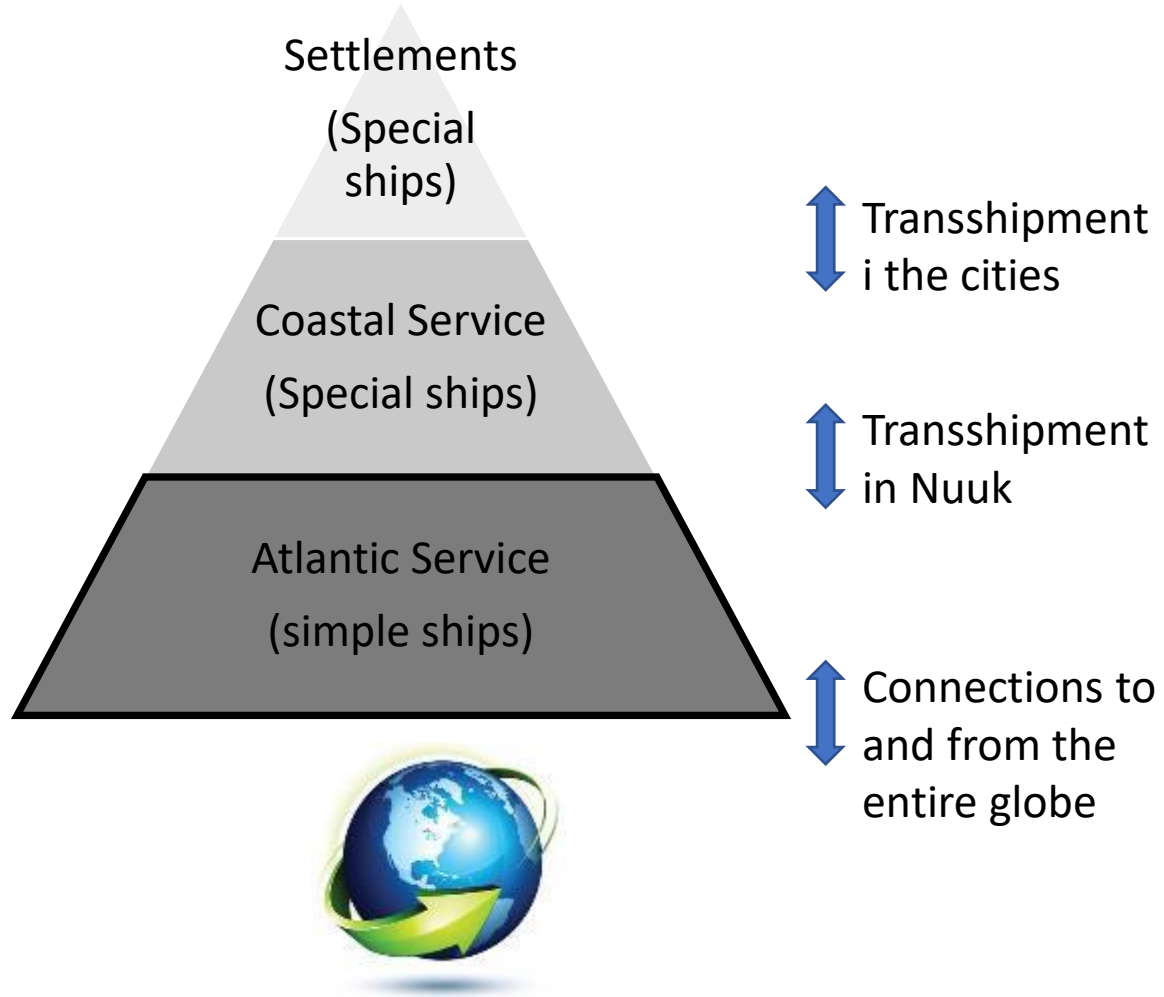 Settlements
(Special
ships)
Transshipment
i the cities
Coastal Service
(Special ships)
Transshipment
in Nuuk
Atlantic Service
(simple ships)
Connections to
and from the
entire globe